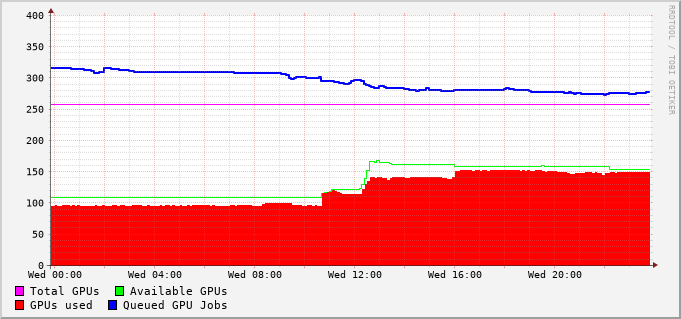 400
350
300
250
200
150
100
50
0
Wed 00:00 Wed 04:00 Wed 08:00 Wed 12:00 Wed 16:00 Wed 20:00
Total GPUs Available GPUs
GPUs used Queued GPU Jobs
RRDTOOL / TOBI OETIKER